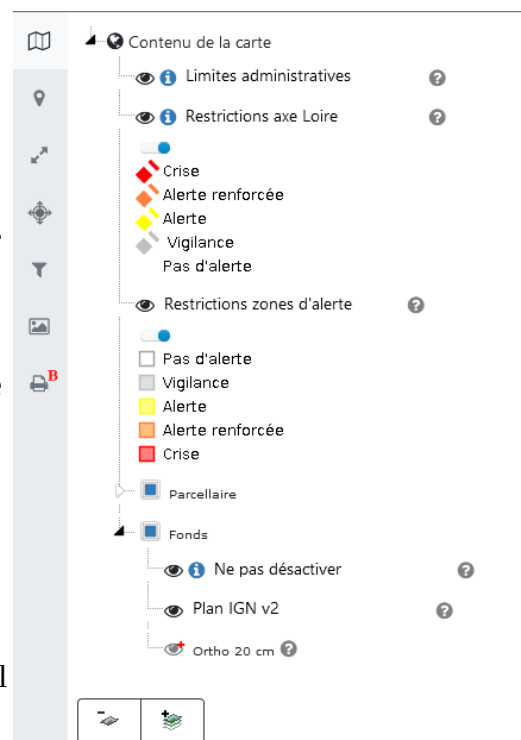 Contenu de la carte
Limites administratives
Restrictions axe Loire
Crise
Alerte renforcée
Alerte
Vigilance
Pas d'alerte
Restrictions zones d'alerte
Pas d'alerte
Vigilance
Alerte
Alerte renforcée
Crise
B
Parcellaire
Fonds
Ne pas désactiver
Plan IGN v2
Ortho 20 cm